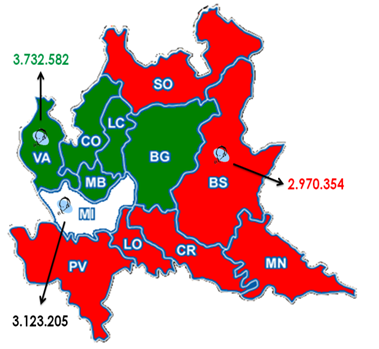 3.732.582
SO
LC
CO
VA
BG
MB
BS
MI
2.970.354
LO
CR
PV
MN
3.123.205